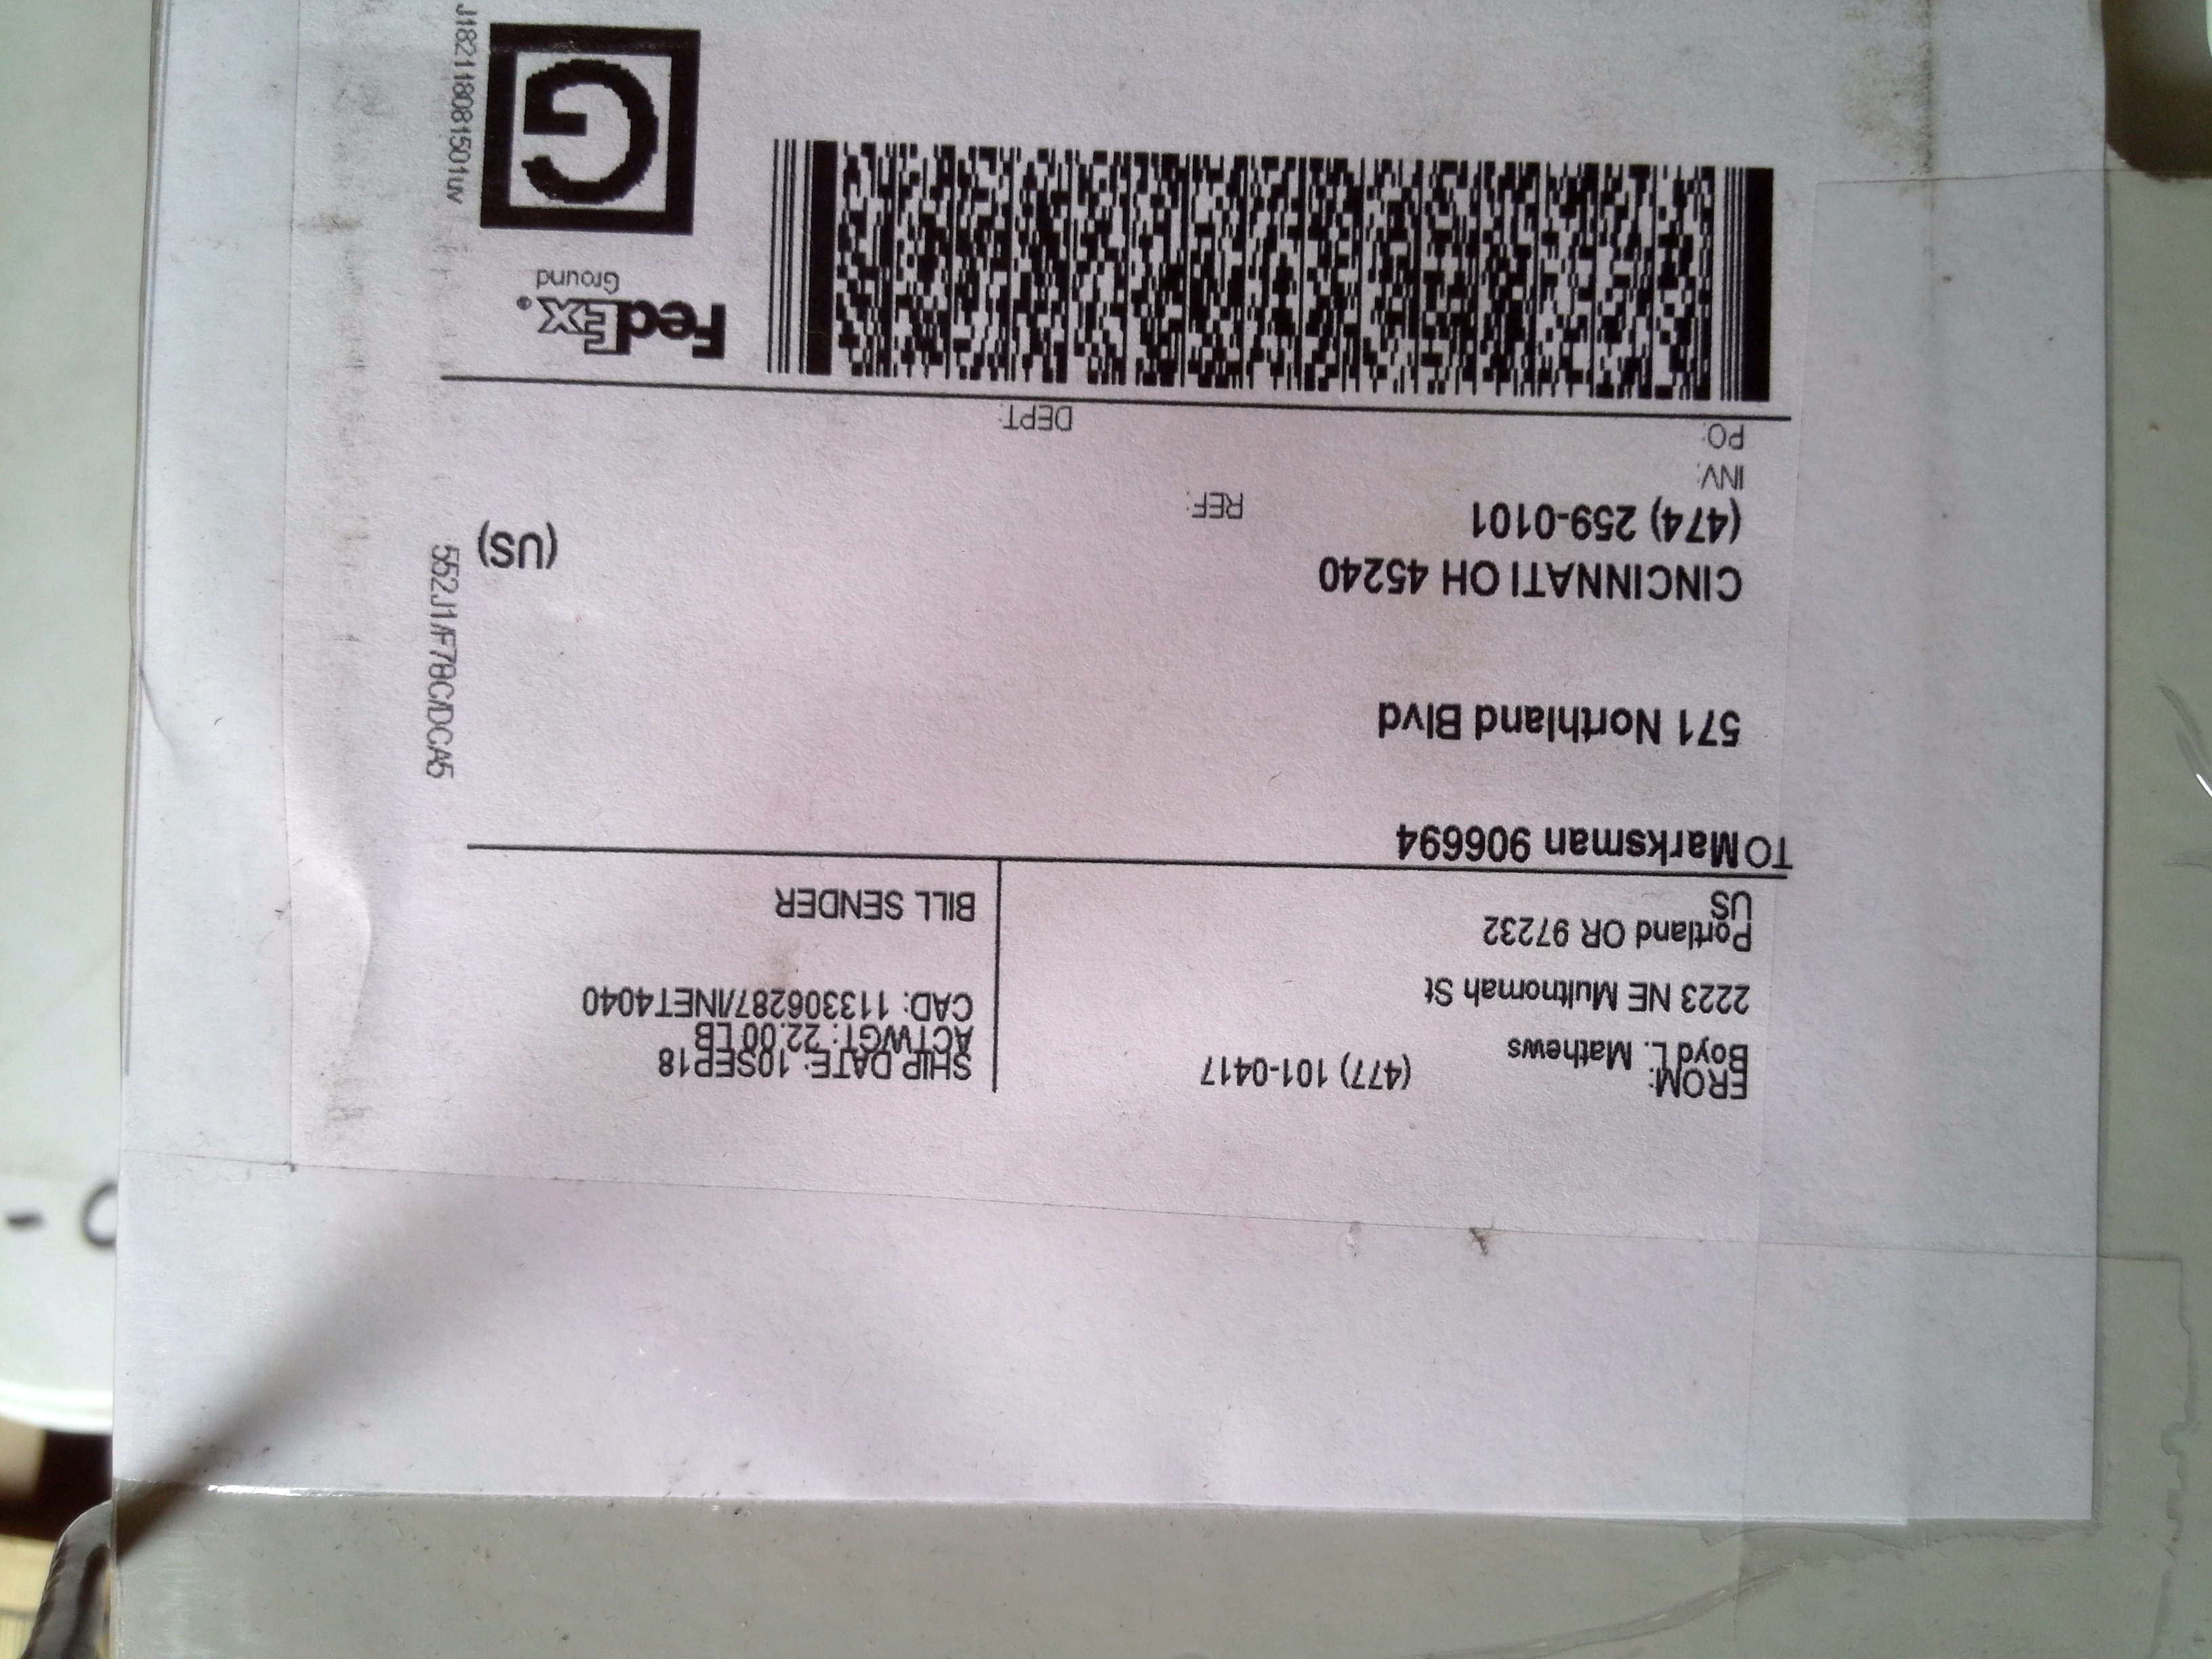 FROM: (477) 101-0417
Boyd L. Mathews
2223 NE Multnomah St
Portland OR 97232
US
SHIP DATE: 10SEP18
ACTWGT: 22.00 LB
CAD: 113306287/INET4040
BILL SENDER
TO Marksman 906694
571 Northland Blvd
CINCINNATI OH 45240
(US)
(474) 259-0101
REF:
INV:
PO:
DEPT:
552J1/F78C/DCA5
FedEx®
Ground
G
J182118081501uv